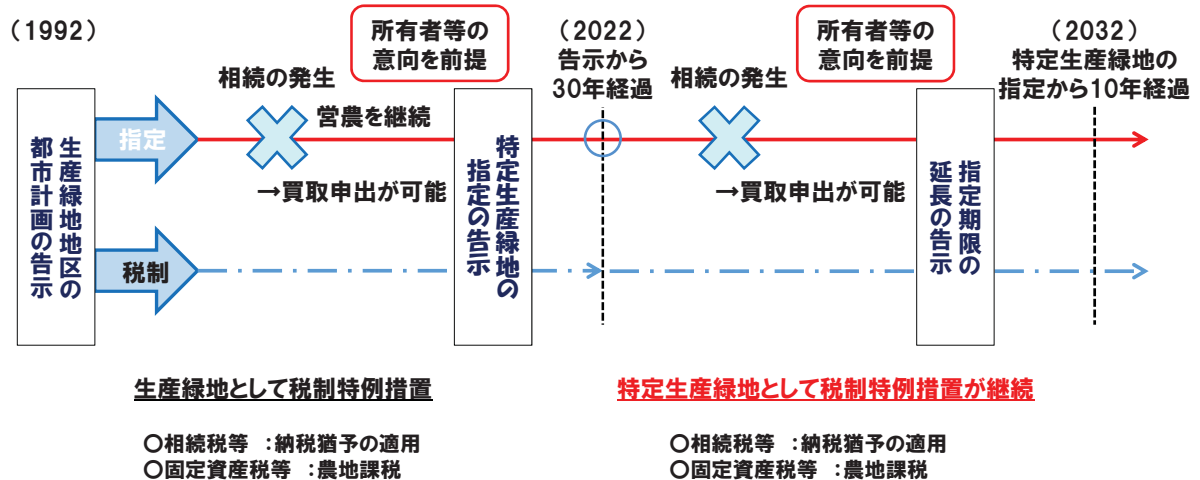 （1992）
所有者等の
意向を前提
（2022）
告示から
30年経過
所有者等の
意向を前提
（2032）
特定生産緑地の
指定から10年経過
相続の発生
相続の発生
生産緑地地区の
都市計画の告示
指定
営農を継続
→買取申出が可能
特定生産緑地の
指定の告示
→買取申出が可能
指定期限の
延長の告示
税制
生産緑地として税制特例措置
○相続税等　：納税猶予の適用
○固定資産税等　：農地課税
特定生産緑地として税制特例措置が継続
○相続税等　：納税猶予の適用
○固定資産税等　：農地課税